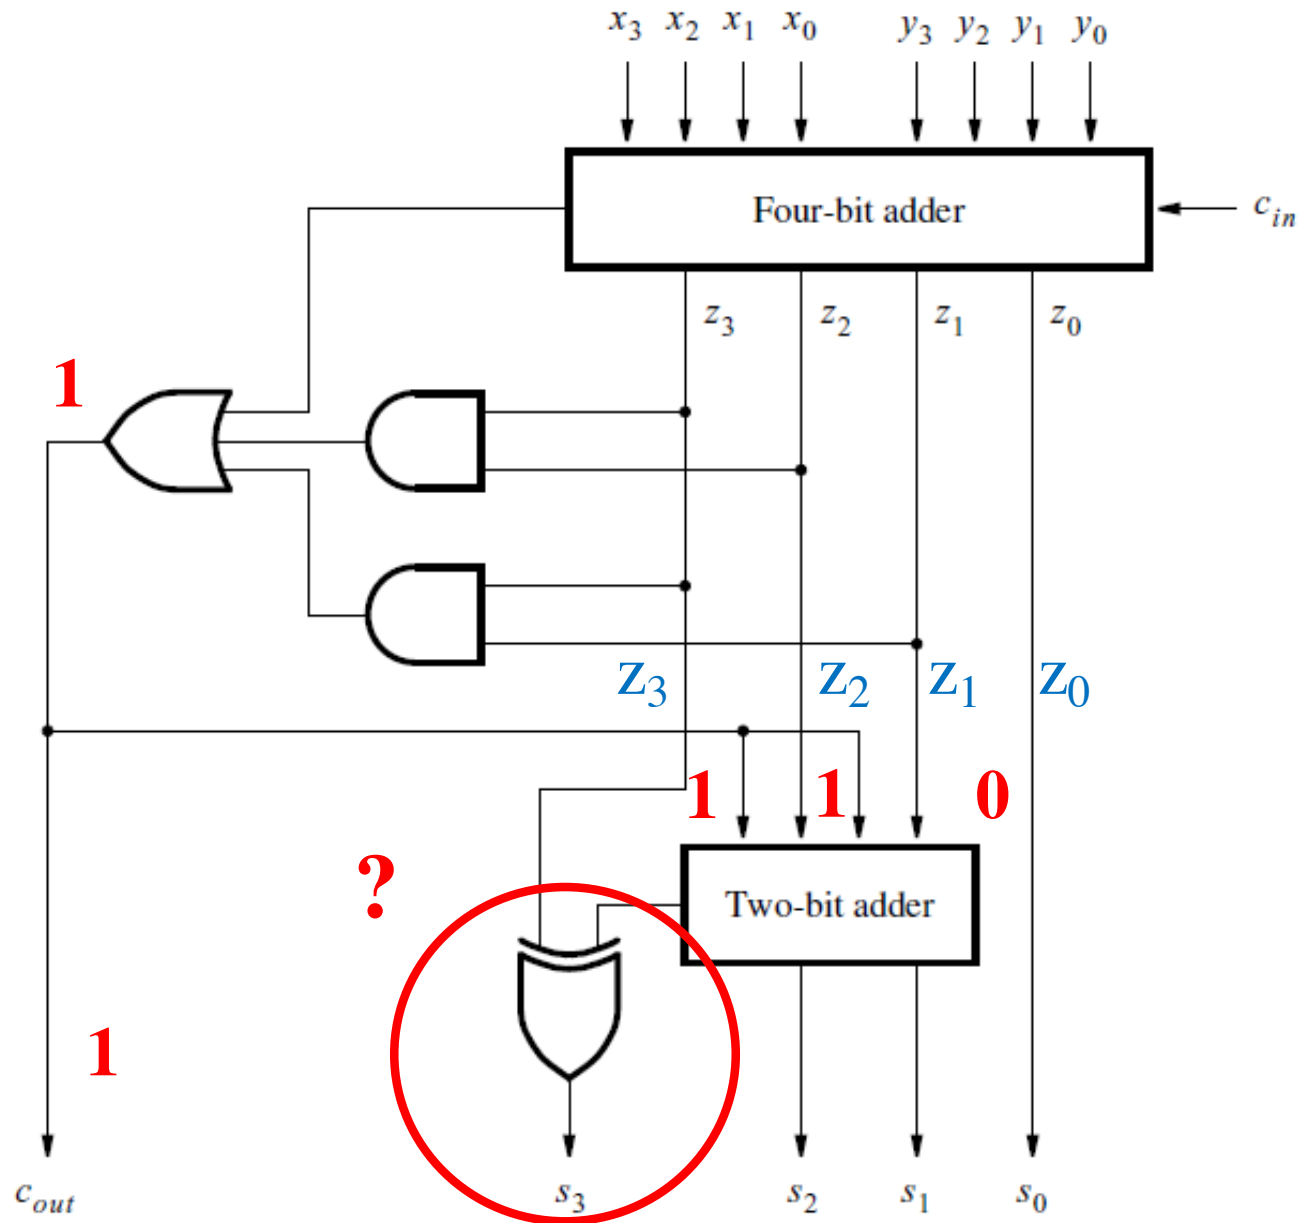 x3 x2 x1 x0 y3 y2 y1 y0
Four-bit adder
cin
z3 z2 z1 z0
1
z3 z2 z1 z0
1 1 0
?
Two-bit adder
1
cout s3 s2 s1 s0